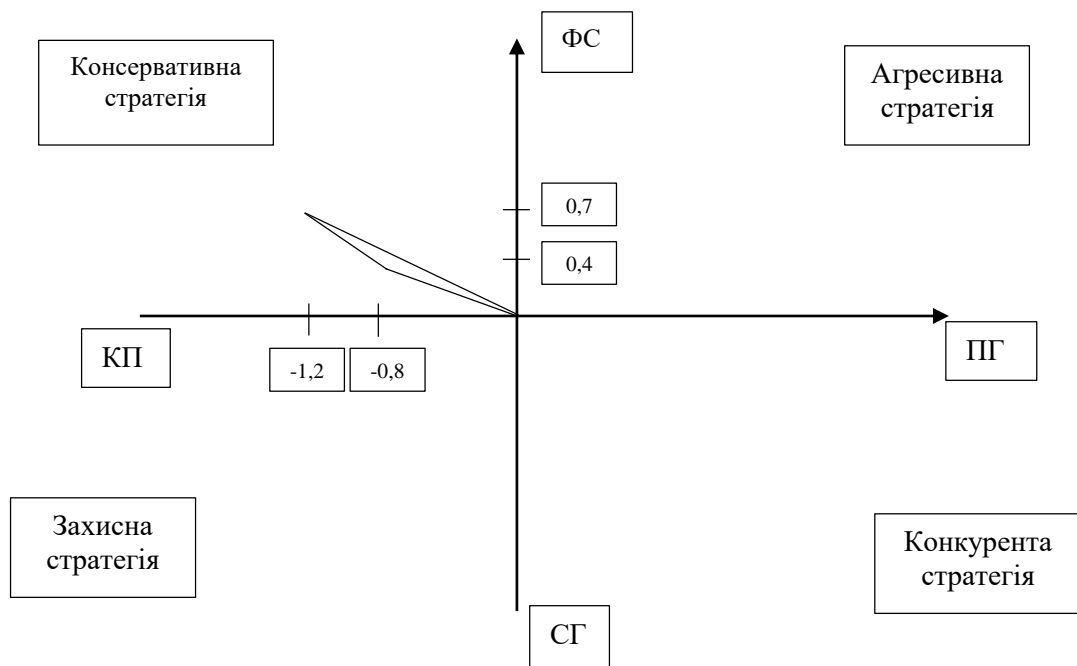 ФС
Консервативна
стратегія
Агресивна
стратегія
0,7
0,4
КП
-1,2
-0,8
ПГ
Захисна
стратегія
Конкурента
стратегія
СГ